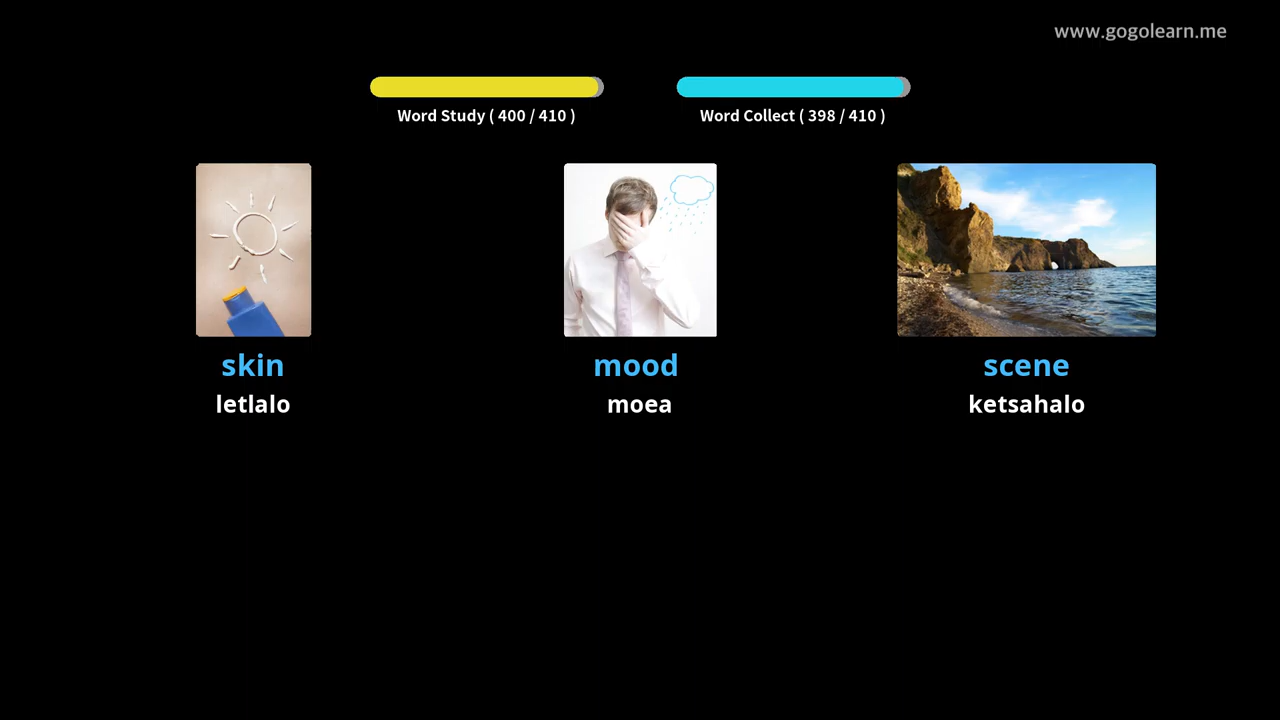 www.gogolearn.me
Word Study ( 400 / 410 )
Word Collect ( 398 / 410 )
skin
mood
scene
letlalo
moea
ketsahalo